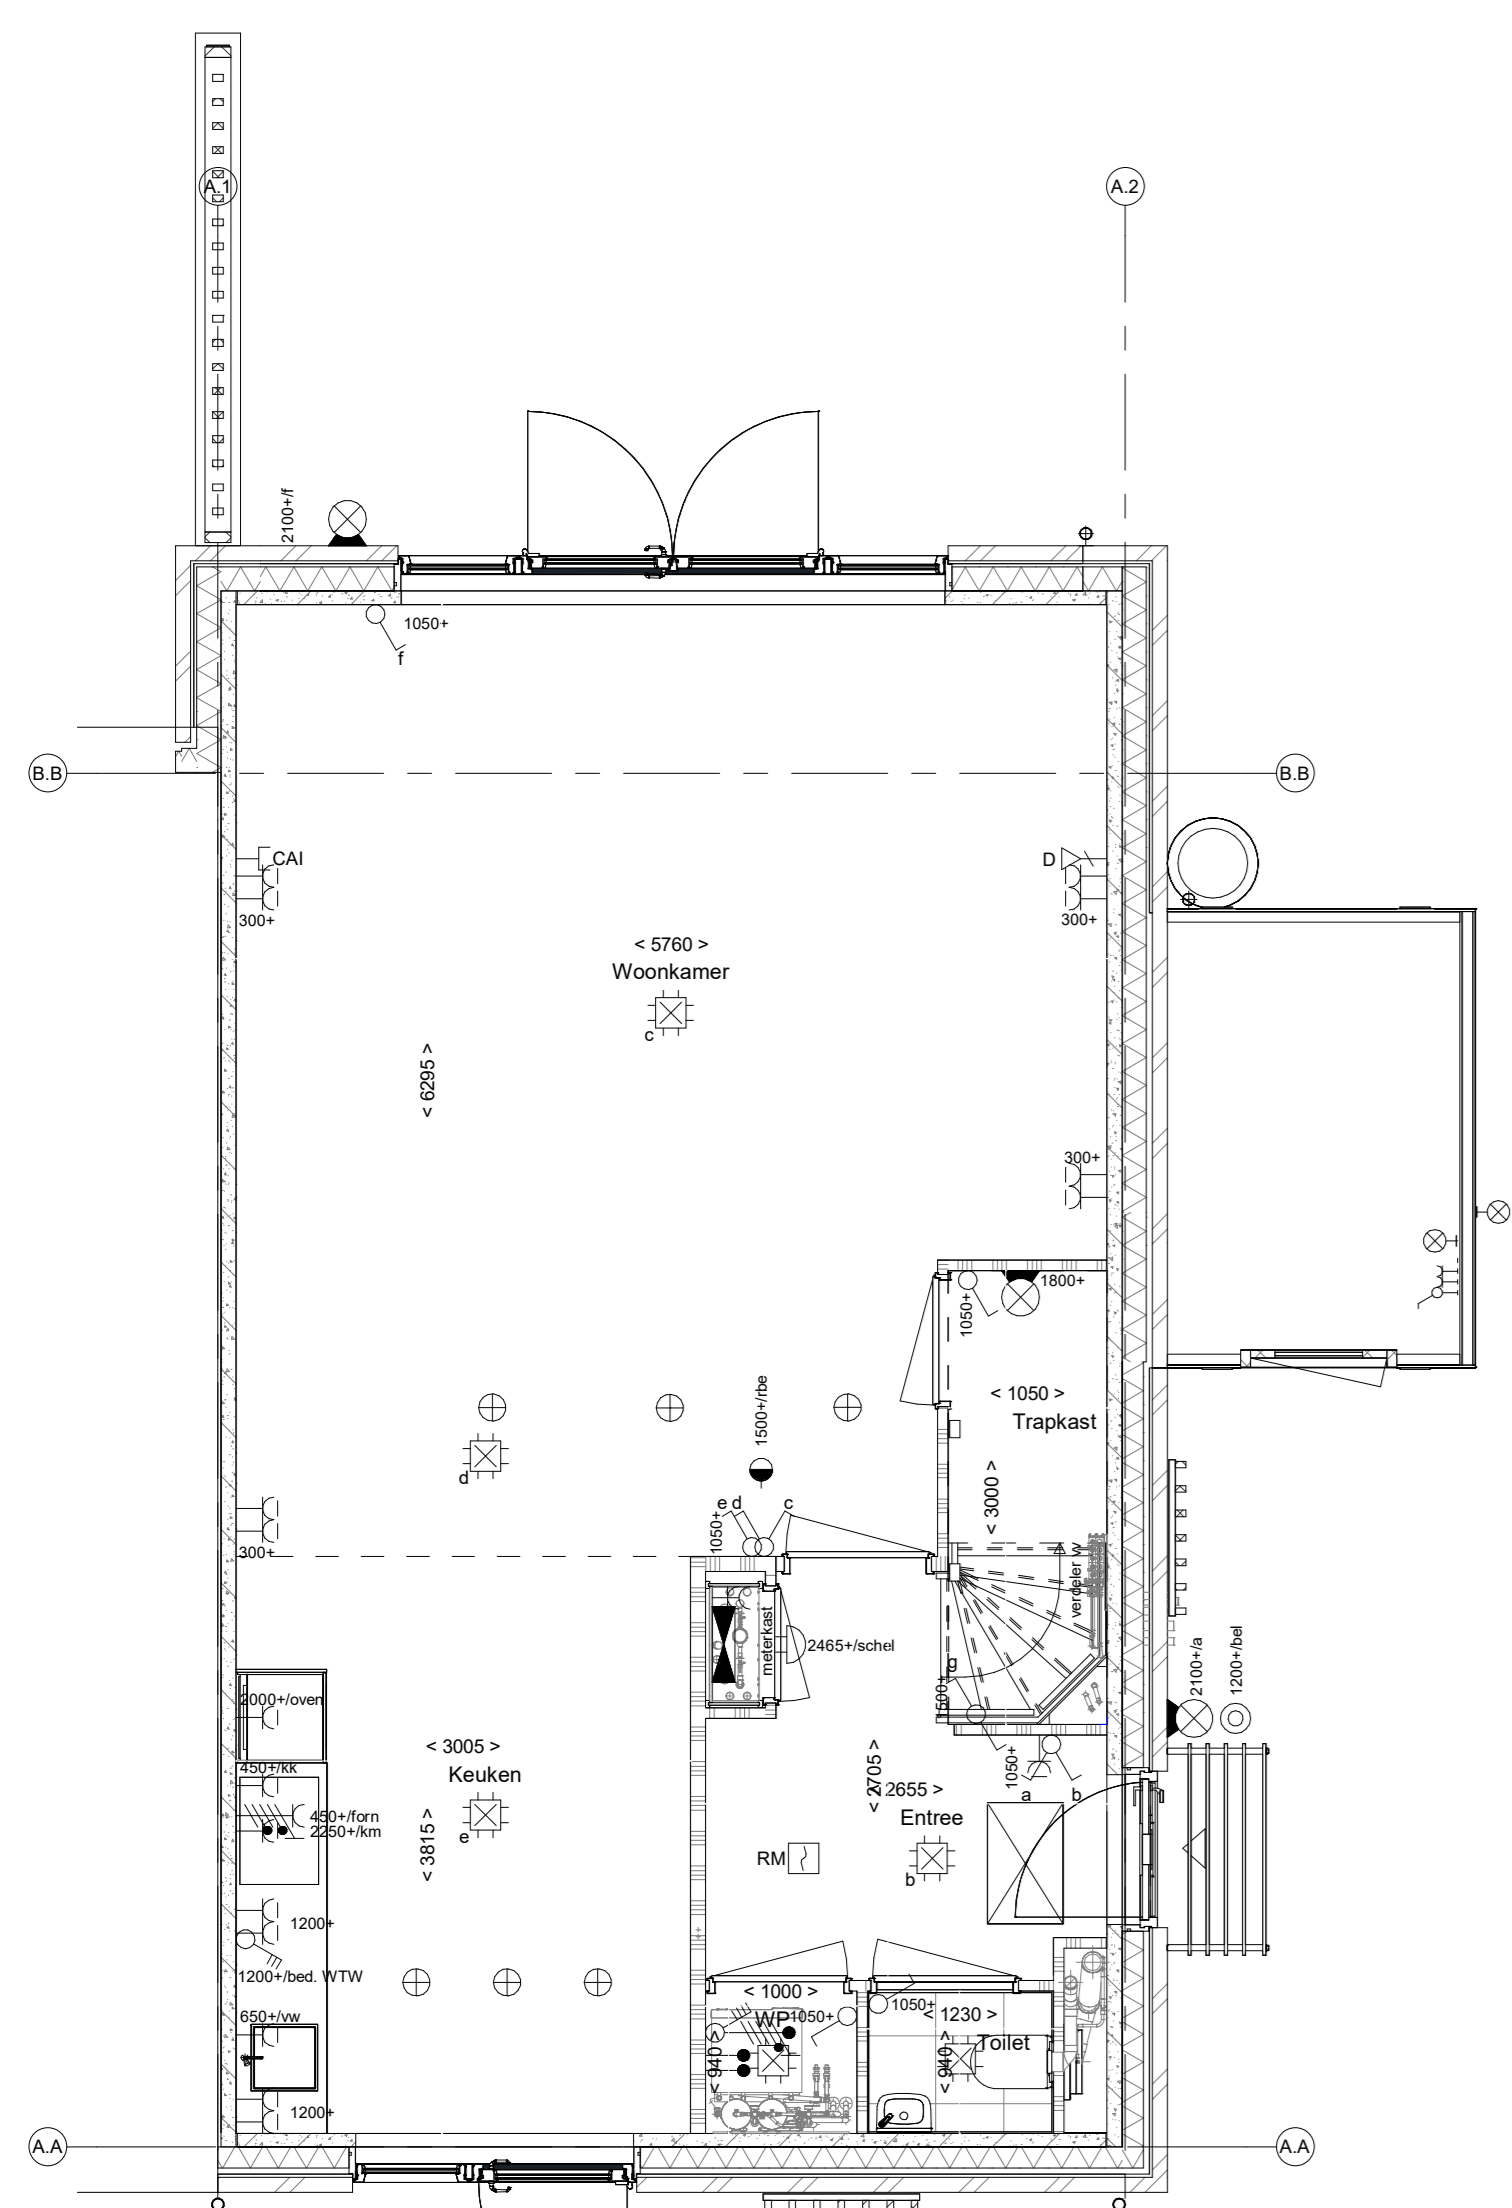 A.1
A.2
2100+/f
1050+
f
B.B
B.B
CAI
300+
D
300+
< 5760 >
Woonkamer
c
< 6295 >
300+
1800+
1050+
< 1050 >
Trapkast
1500+/rbe
d
< 3000 >
e d
c
1050+
300+
verdeler vv
meterkast
2465+/schel
g
1500+
2100+/a
1200+/bel
2000+/oven
< 3005 >
Keuken
450+/kk
450+/forn
2250+/km
e
< 3815 >
< 2705 >
< 2655 >
Entree
1050+
a
b
RM
b
1200+
1200+/bed. WTW
650+/vw
1200+
< 1000 >
WP
1050+
< 940 >
1050+
< 1230 >
Toilet
< 940 >
A.A
A.A